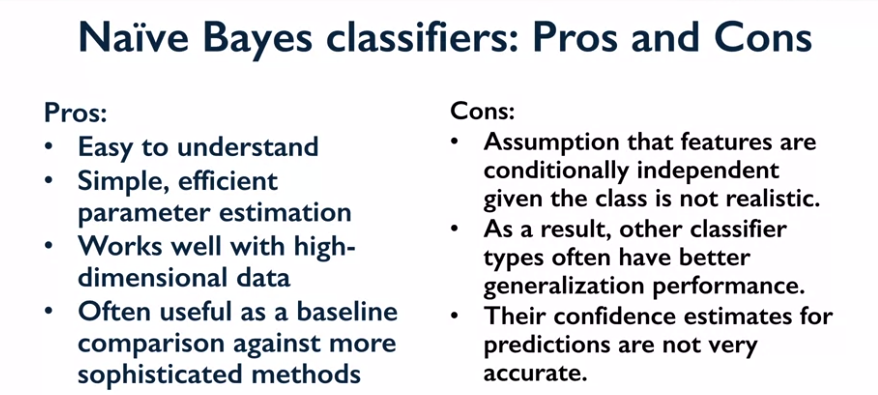 Naïve Bayes classifiers: Pros and Cons
Pros:
• Easy to understand
• Simple, efficient
parameter estimation
• Works well with high-
dimensional data
• Often useful as a baseline
comparison against more
sophisticated methods
Cons:
• Assumption that features are
conditionally independent
given the class is not realistic.
• As a result, other classifier
types often have better
generalization performance.
• Their confidence estimates for
predictions are not very
accurate.